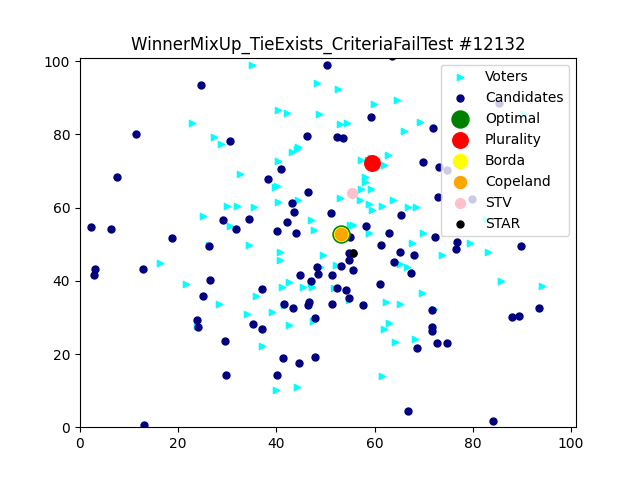 WinnerMixUp_TieExists_CriteriaFailTest #12132
100
80
60
40
20
0
0 20 40 60 80 100
Voters
Candidates
Optimal
Plurality
Borda
Copeland
STV
STAR